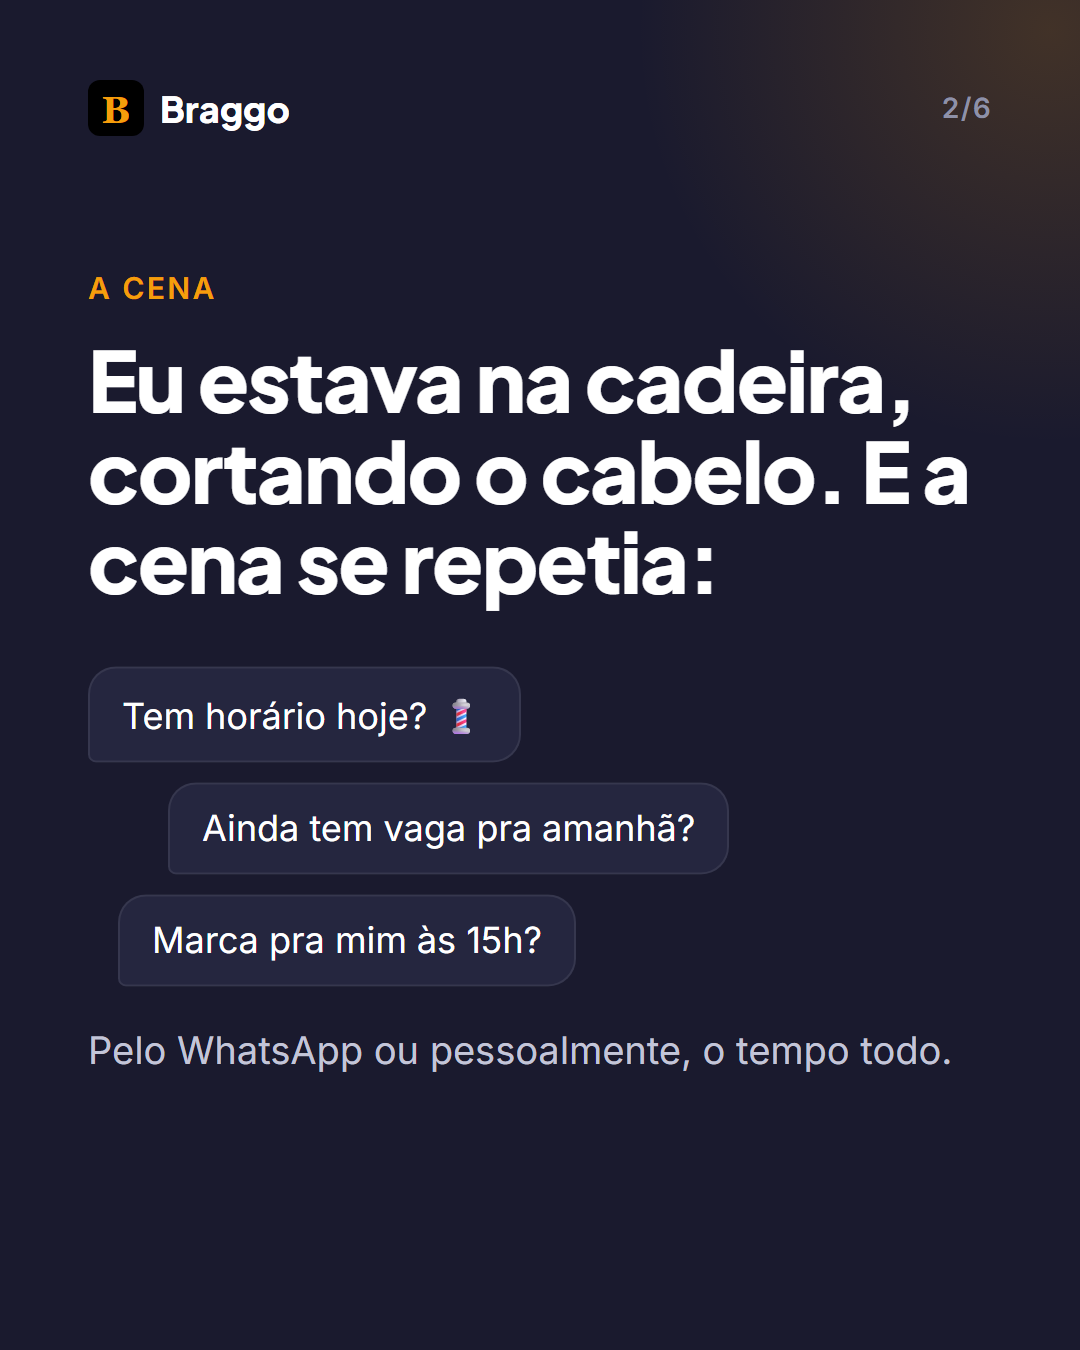 B Braggo
2/6
A CENA
Eu estava na cadeira,
cortando o cabelo. E a
cena se repetia:
Tem horário hoje? 💈
Ainda tem vaga pra amanhã?
Marca pra mim às 15h?
Pelo WhatsApp ou pessoalmente, o tempo todo.